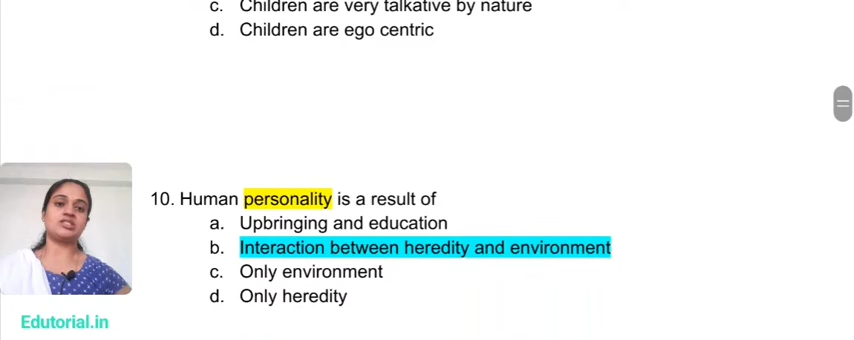 c. Children are very talkative by nature
d. Children are ego centric
10. Human personality is a result of
a. Upbringing and education
b. Interaction between heredity and environment
c. Only environment
d. Only heredity
Edutorial.in